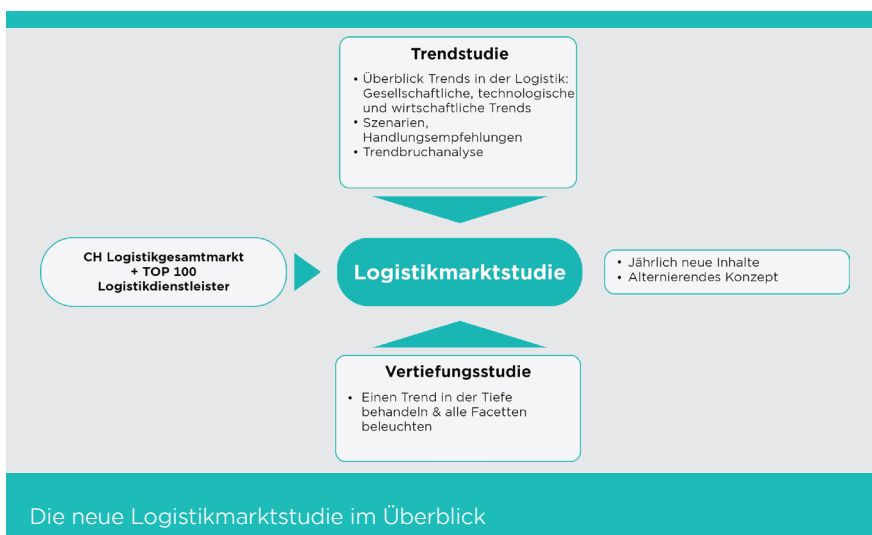 Trendstudie
• Überblick Trends in der Logistik:
Gesellschaftliche, technologische
und wirtschaftliche Trends
• Szenarien,
Handlungsempfehlungen
• Trendbruchanalyse
CH Logistikgesamtmarkt
+ TOP 100
Logistikdienstleister
Logistikmarktstudie
• Jährlich neue Inhalte
• Alternierendes Konzept
Vertiefungsstudie
• Einen Trend in der Tiefe
behandeln & alle Facetten
beleuchten
Die neue Logistikmarktstudie im Überblick